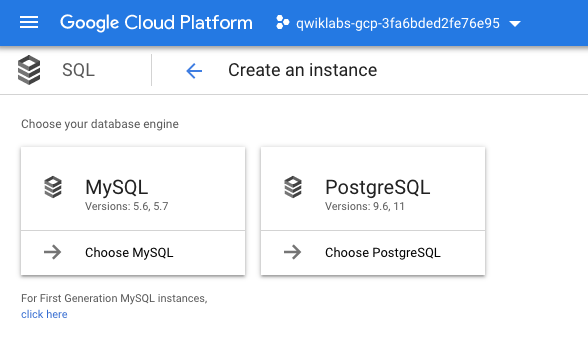 Google Cloud Platform qwiklabs-gcp-3fa6bded2fe76e95
SQL Create an instance
Choose your database engine
MySQL
Versions: 5.6, 5.7
Choose MySQL
PostgreSQL
Versions: 9.6, 11
Choose PostgreSQL
For First Generation MySQL instances,
click here